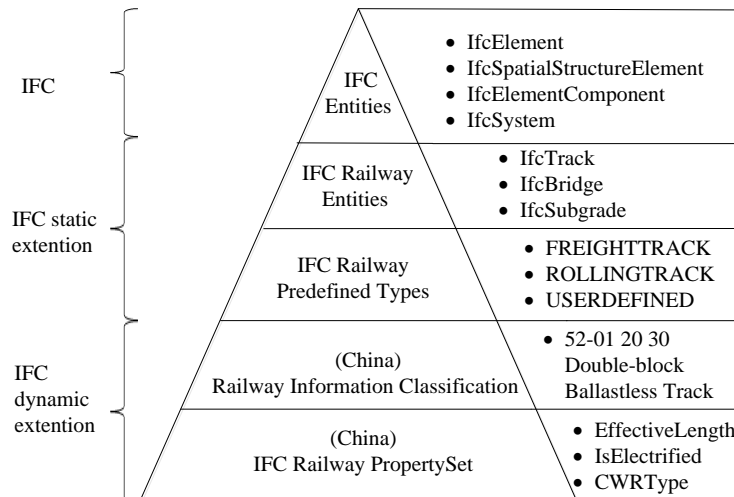 IFC
IFC
Entities
• IfcElement
• IfcSpatialStructureElement
• IfcElementComponent
• IfcSystem
IFC static
extention
IFC Railway
Entities
• IfcTrack
• IfcBridge
• IfcSubgrade
IFC Railway
Predefined Types
• FREIGHTTRACK
• ROLLINGTRACK
• USERDEFINED
IFC
dynamic
extention
(China)
Railway Information Classification
• 52-01 20 30
Double-block
Ballastless Track
(China)
IFC Railway PropertySet
• EffectiveLength
• IsElectrified
• CWRType